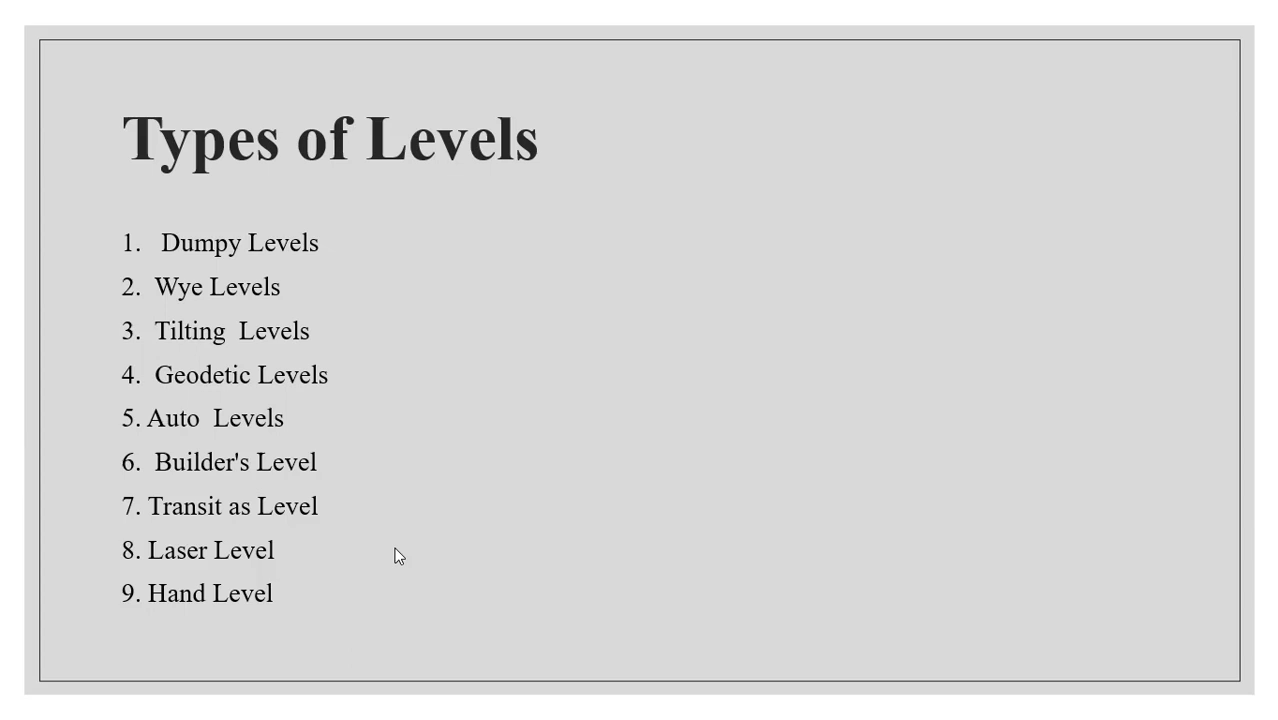 Types of Levels
1. Dumpy Levels
2. Wye Levels
3. Tilting Levels
4. Geodetic Levels
5. Auto Levels
6. Builder's Level
7. Transit as Level
8. Laser Level
9. Hand Level